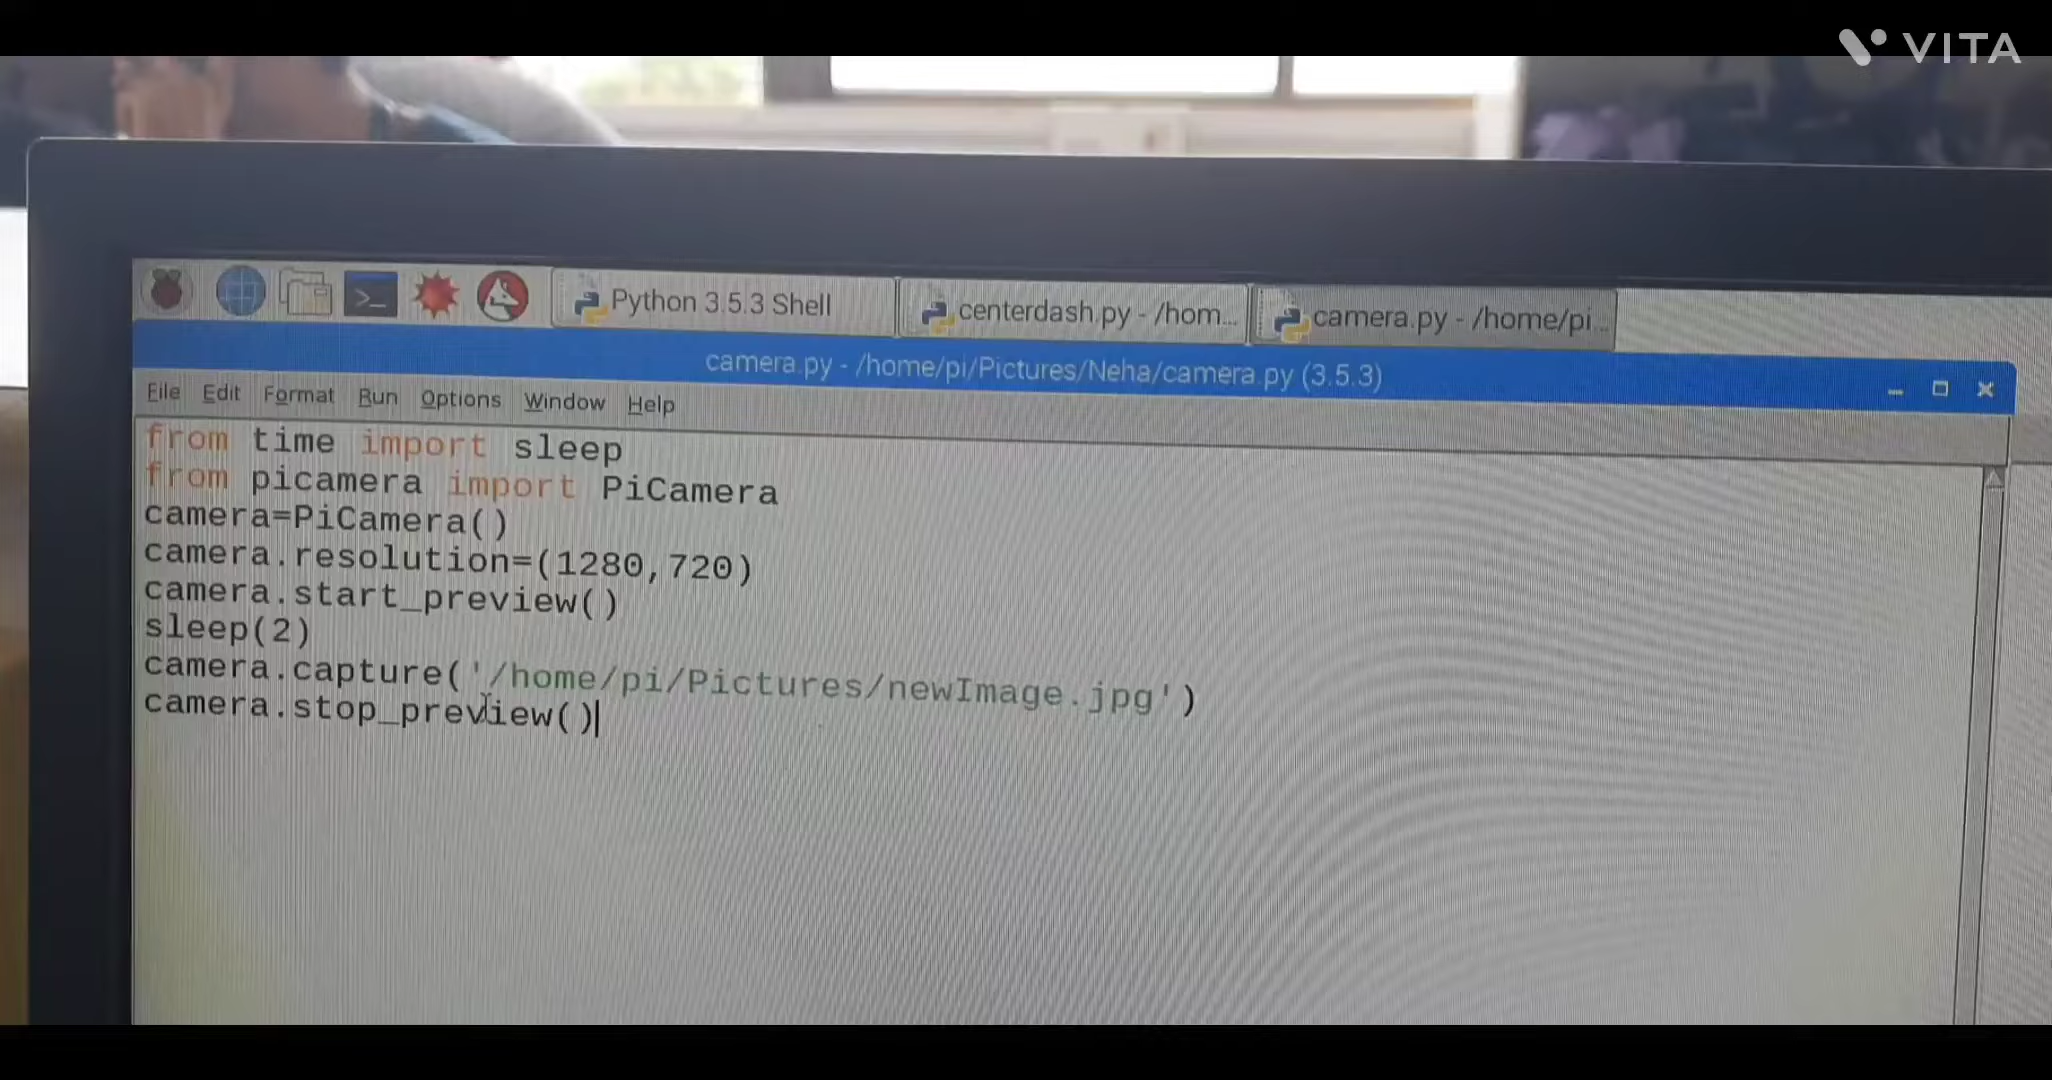 VITA
Python 3.5.3 Shell
centerdash.py - /hom...
camera.py - /home/pi...
camera.py - /home/pi/Pictures/Neha/camera.py (3.5.3)
File Edit Format Run Options Window Help
from time import sleep
from picamera import PiCamera
camera=PiCamera()
camera.resolution=(1280,720)
camera.start_preview()
sleep(2)
camera.capture('/home/pi/Pictures/newImage.jpg')
camera.stop_preview()